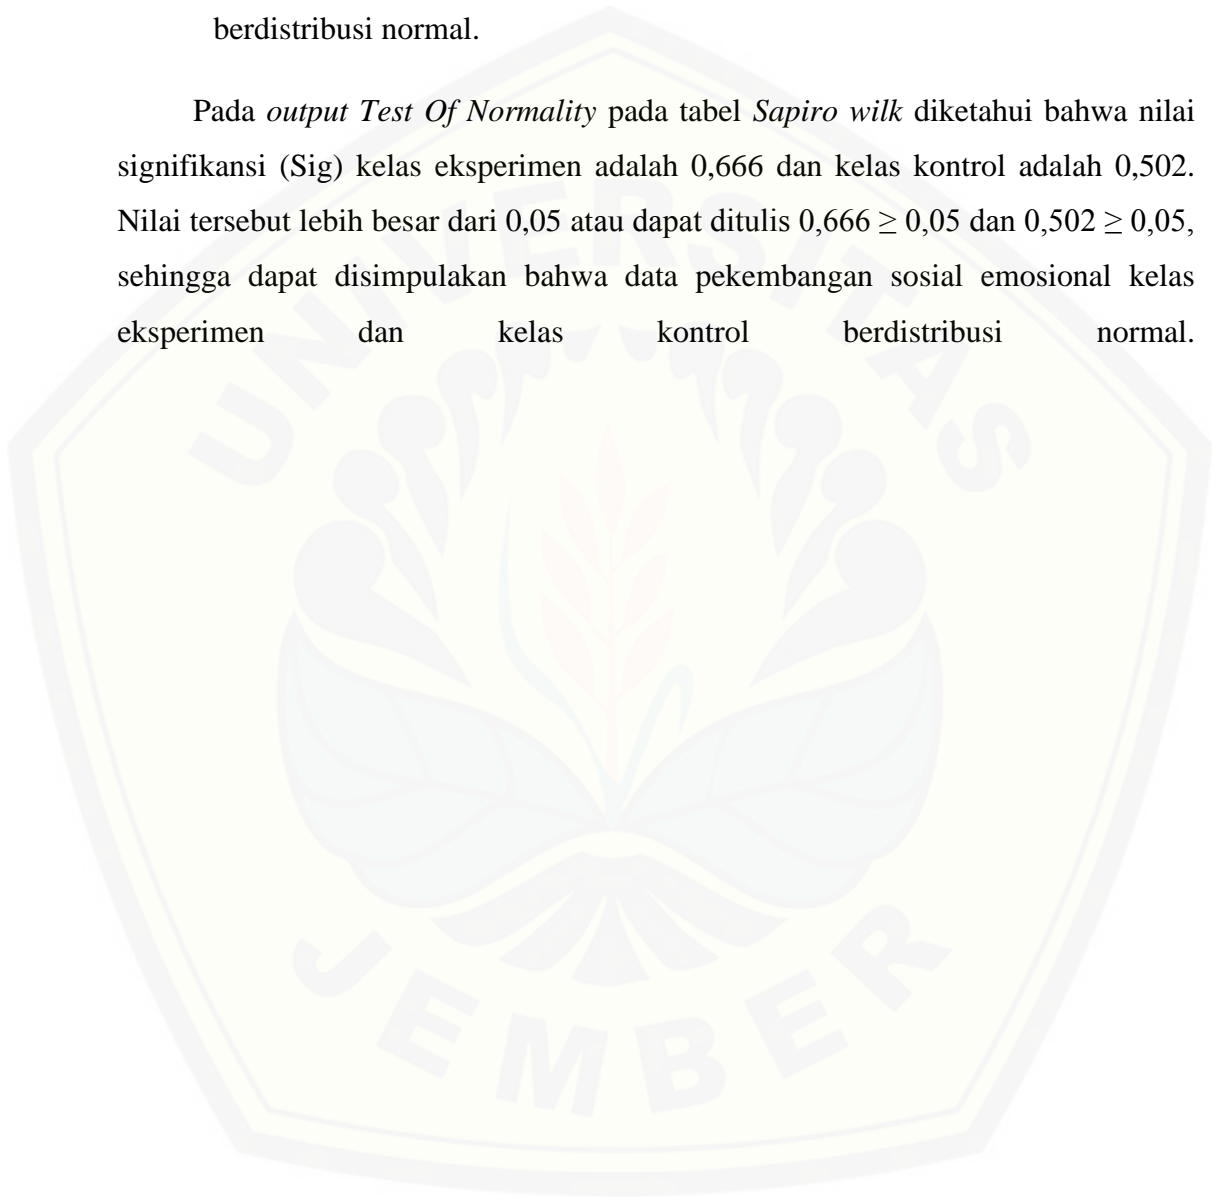 berdistribusi normal.
Pada output Test Of Normality pada tabel Sapiro wilk diketahui bahwa nilai
signifikansi (Sig) kelas eksperimen adalah 0,666 dan kelas kontrol adalah 0,502.
Nilai tersebut lebih besar dari 0,05 atau dapat ditulis 0,666 ≥ 0,05 dan 0,502 ≥ 0,05,
sehingga dapat disimpulakan bahwa data pekembangan sosial emosional kelas
eksperimen dan kelas kontrol berdistribusi normal.
UNIVERSITAS
JEMBER